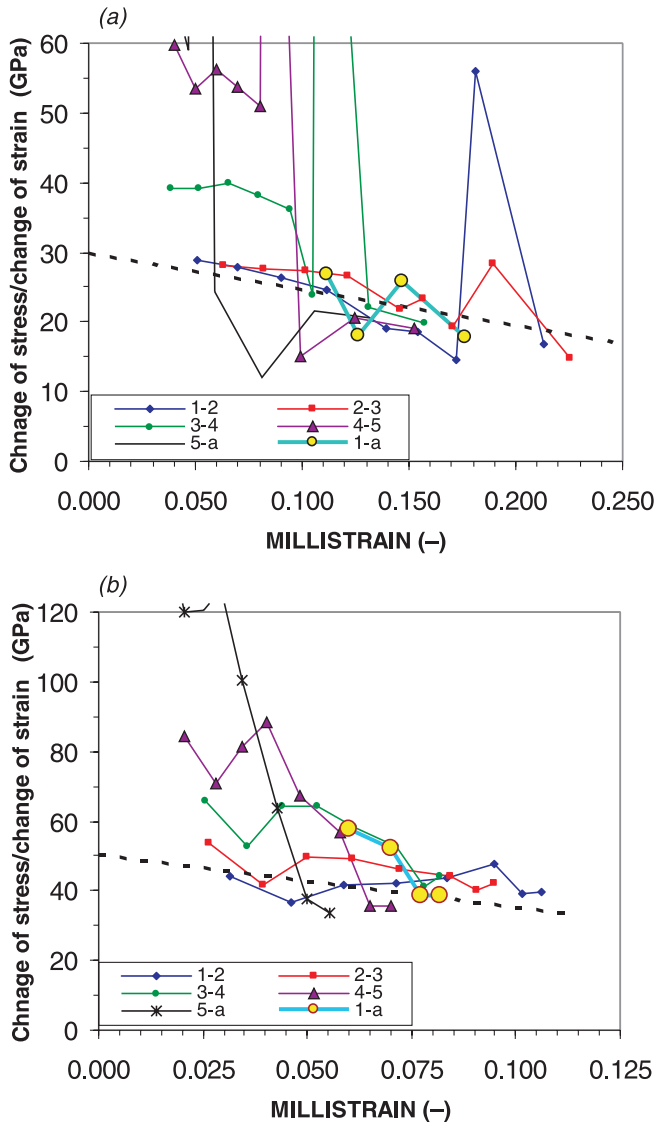 (a)
Chnage of stress/change of strain (GPa)
60
50
40
30
20
10
0
1-2 2-3
3-4 4-5
5-a 1-a
0.000 0.050 0.100 0.150 0.200 0.250
MILLISTRAIN (–)
(b)
Chnage of stress/change of strain (GPa)
120
100
80
60
40
20
0
1-2 2-3
3-4 4-5
5-a 1-a
0.000 0.025 0.050 0.075 0.100 0.125
MILLISTRAIN (–)